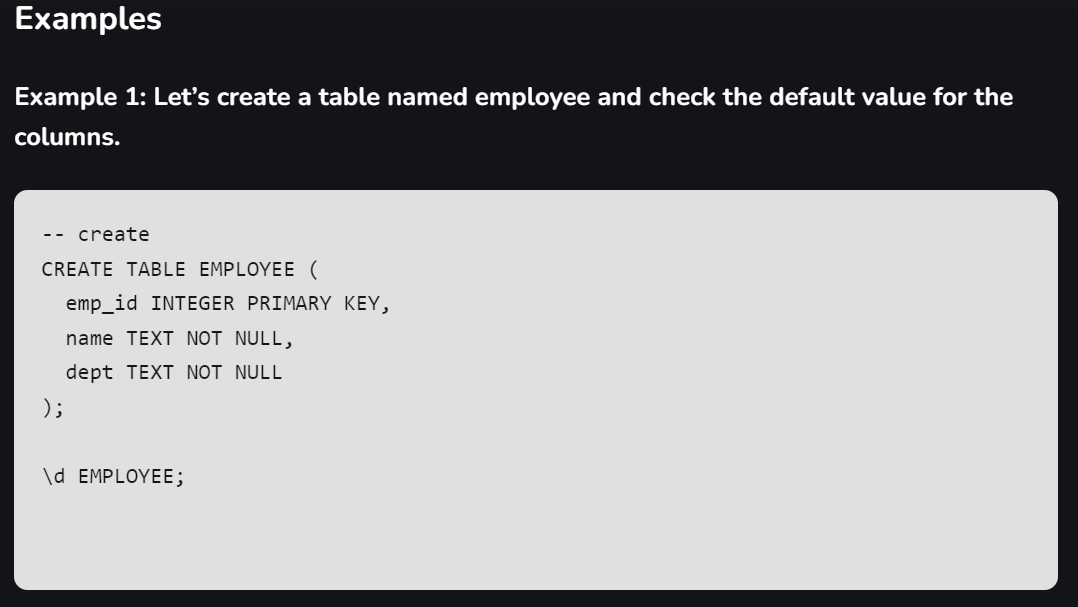 Examples
Example 1: Let’s create a table named employee and check the default value for the
columns.
-- create
CREATE TABLE EMPLOYEE (
  emp_id INTEGER PRIMARY KEY,
  name TEXT NOT NULL,
  dept TEXT NOT NULL
);
\d EMPLOYEE;